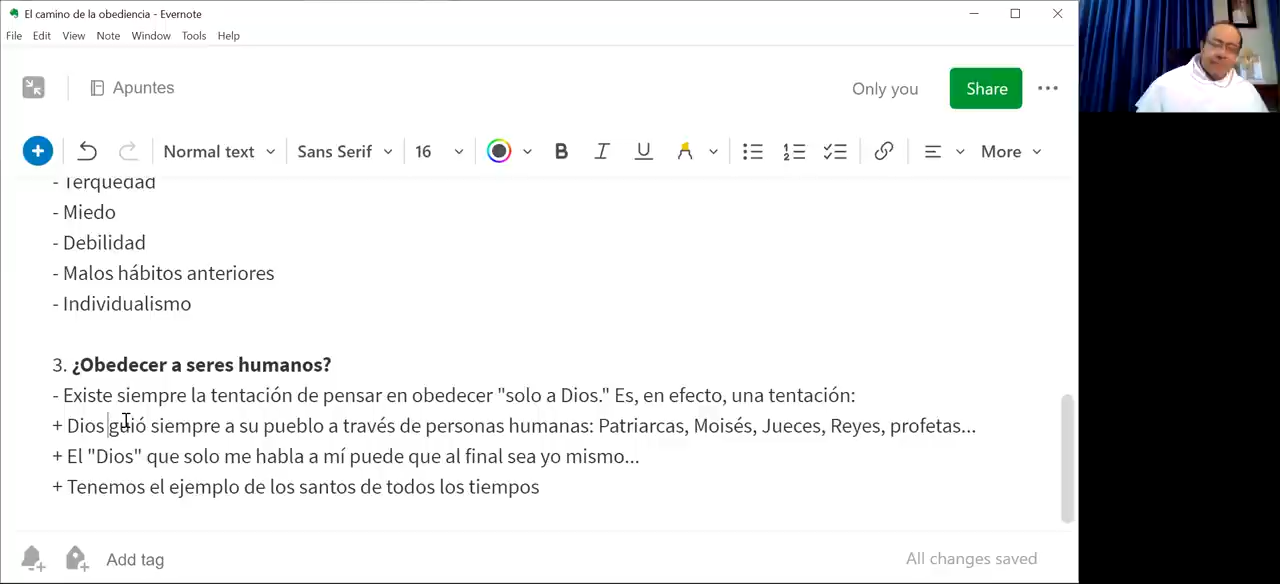 El camino de la obediencia - Evernote
File Edit View Note Window Tools Help
Apuntes
Only you
Share
Normal text
Sans Serif
16
B I U A
More
- Terquedad
- Miedo
- Debilidad
- Malos hábitos anteriores
- Individualismo
3. ¿Obedecer a seres humanos?
- Existe siempre la tentación de pensar en obedecer "solo a Dios." Es, en efecto, una tentación:
+ Dios guió siempre a su pueblo a través de personas humanas: Patriarcas, Moisés, Jueces, Reyes, profetas...
+ El "Dios" que solo me habla a mí puede que al final sea yo mismo...
+ Tenemos el ejemplo de los santos de todos los tiempos
Add tag
All changes saved